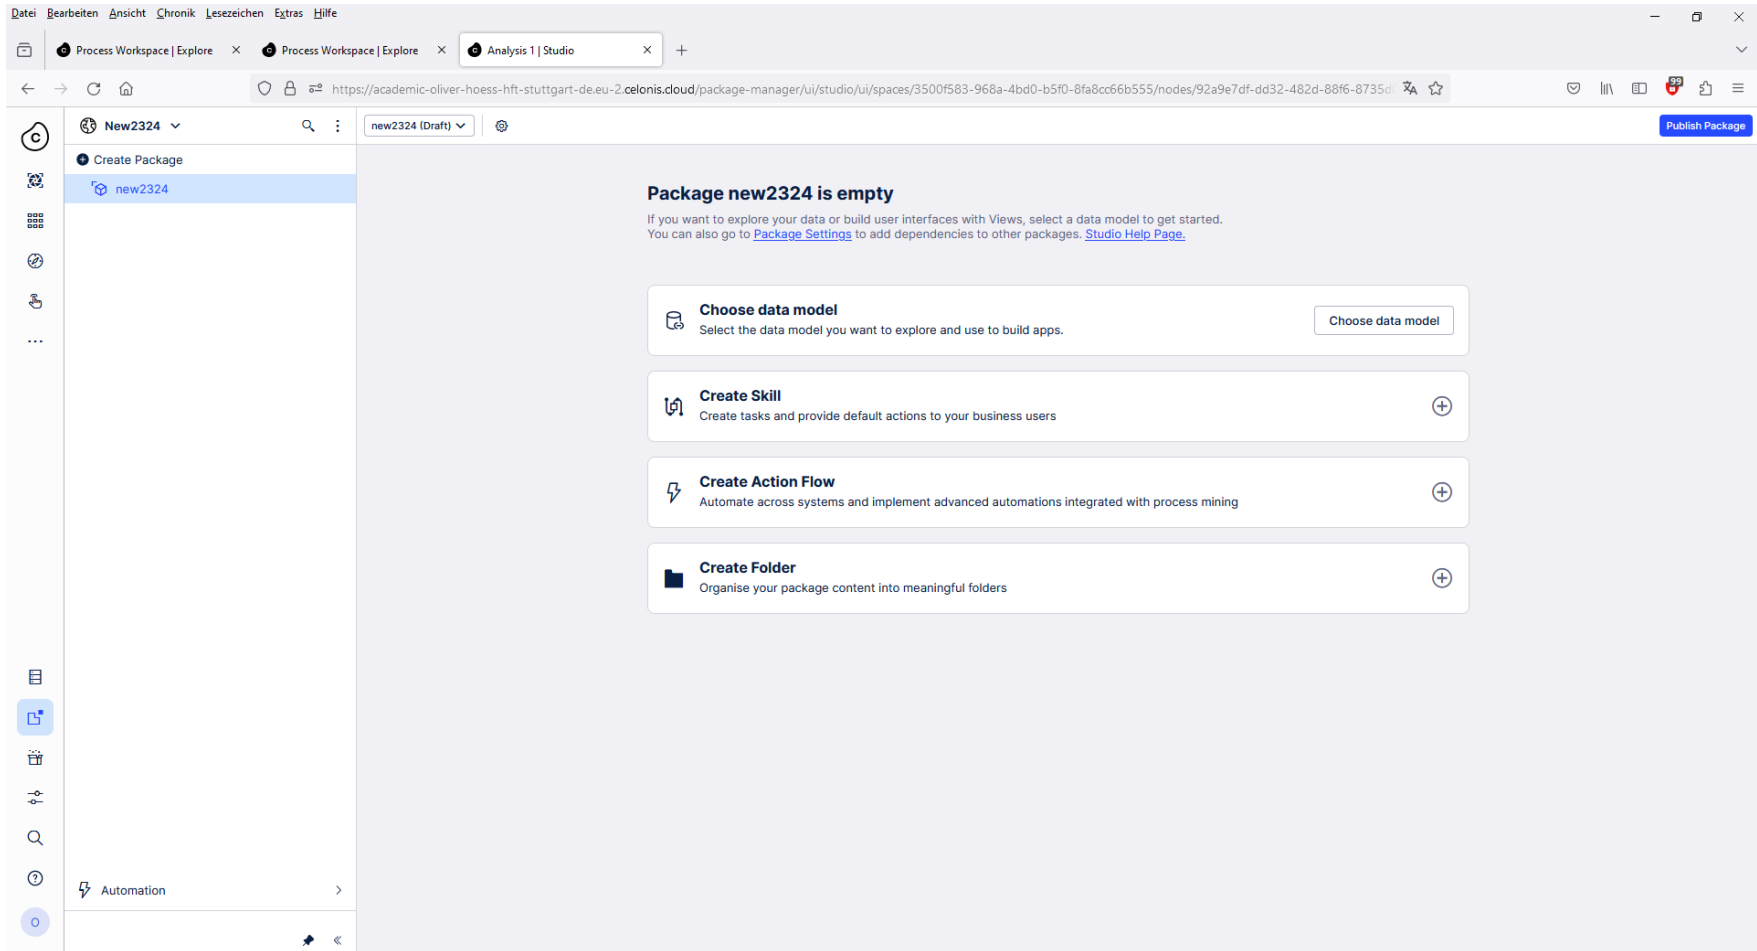 Datei Bearbeiten Ansicht Chronik Lesezeichen Extras Hilfe
Process Workspace | Explore
Process Workspace | Explore
Analysis 1 | Studio
https://academic-oliver-hoess-hft-stuttgart-de.eu-2.celonis.cloud/package-manager/ui/studio/ui/spaces/3500f583-968a-4bd0-b5f0-8fa8cc66b555/nodes/92a9e7df-dd32-482d-88f6-8735d
99
New2324
new2324 (Draft)
Publish Package
Create Package
new2324
Package new2324 is empty
If you want to explore your data or build user interfaces with Views, select a data model to get started.
You can also go to Package Settings to add dependencies to other packages. Studio Help Page.
Choose data model
Select the data model you want to explore and use to build apps.
Choose data model
Create Skill
Create tasks and provide default actions to your business users
Create Action Flow
Automate across systems and implement advanced automations integrated with process mining
Create Folder
Organise your package content into meaningful folders
Automation
O